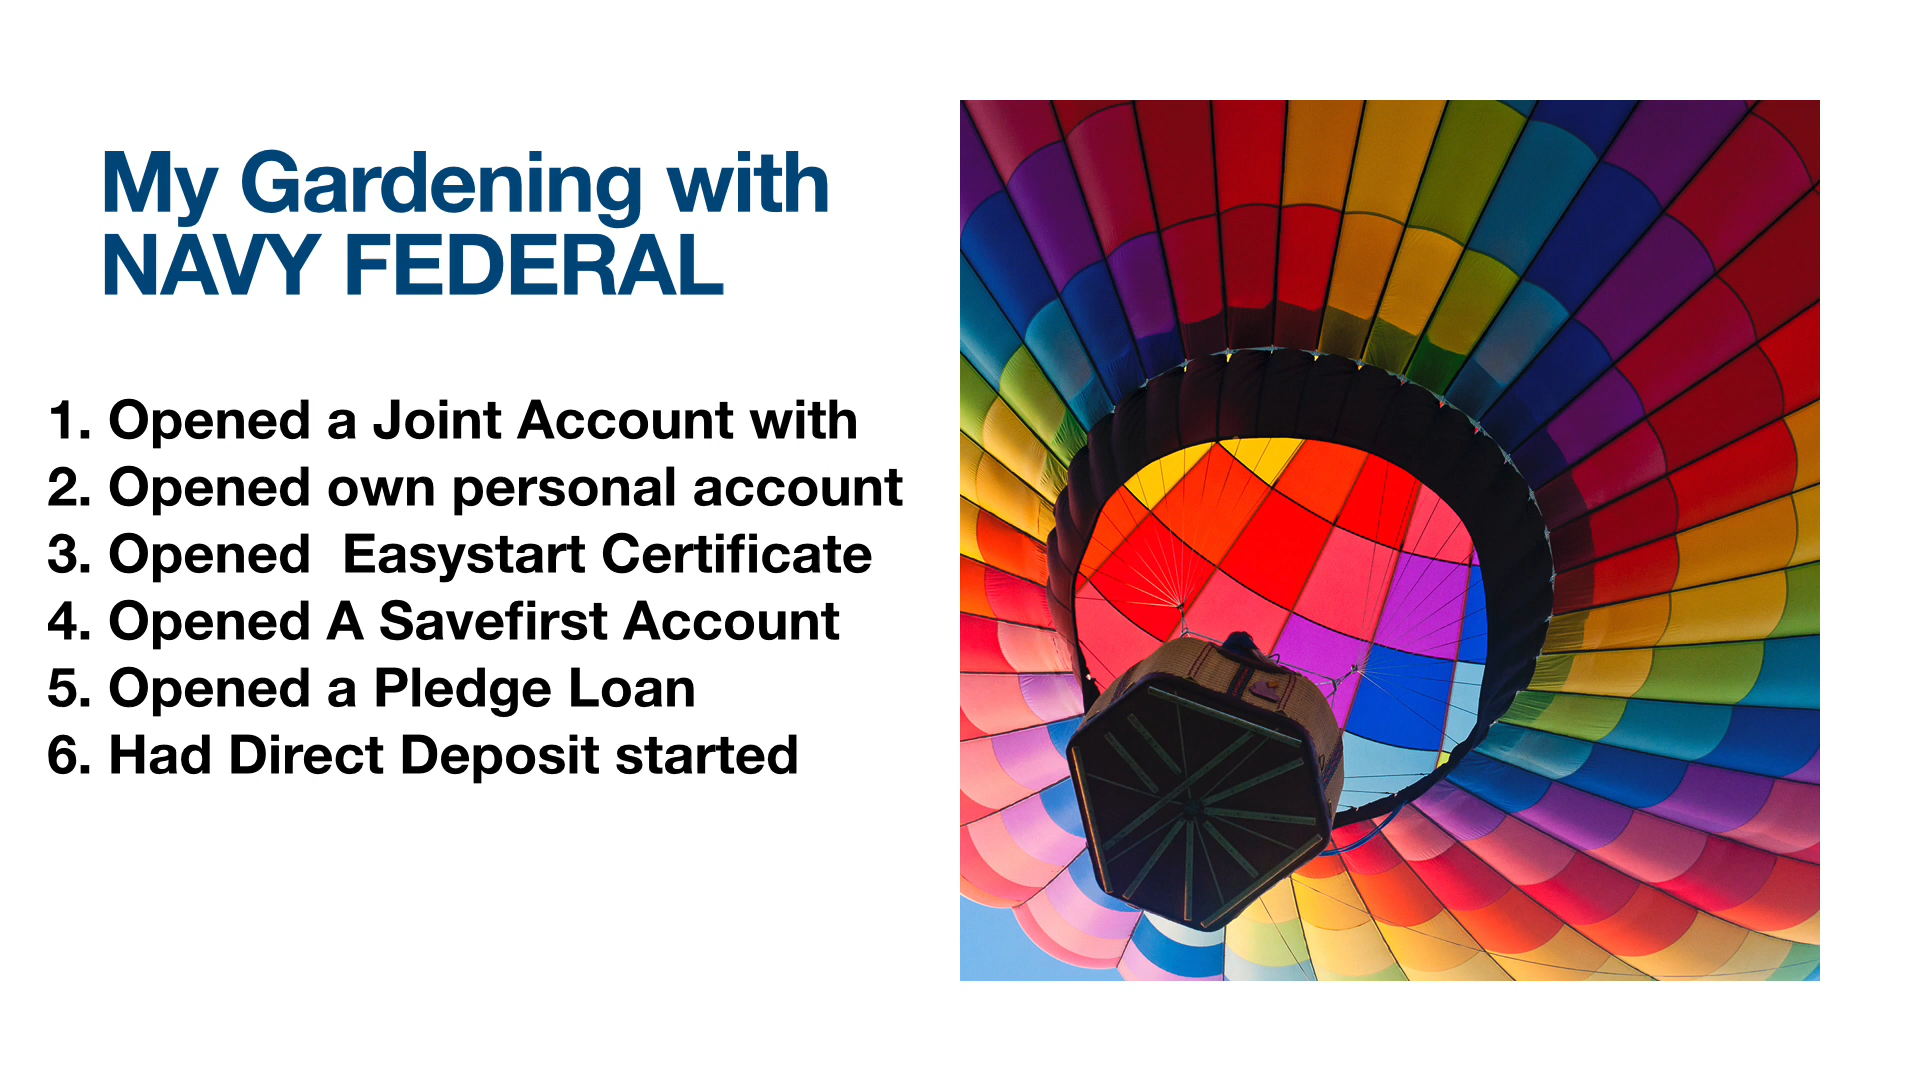 My Gardening with
NAVY FEDERAL
1. Opened a Joint Account with
2. Opened own personal account
3. Opened  Easystart Certificate
4. Opened A Savefirst Account
5. Opened a Pledge Loan
6. Had Direct Deposit started